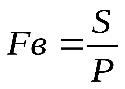 Fв = S/P